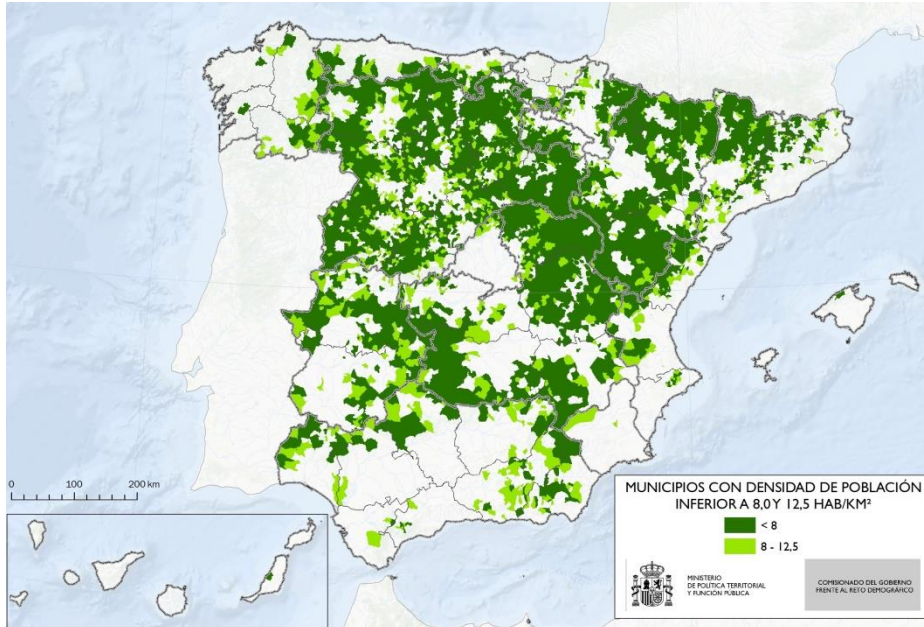 0 100 200 km
MUNICIPIOS CON DENSIDAD DE POBLACIÓN
INFERIOR A 8,0 Y 12,5 HAB/KM²
< 8
8 - 12,5
MINISTERIO
DE POLÍTICA TERRITORIAL
Y FUNCIÓN PÚBLICA
COMISIONADO DEL GOBIERNO
FRENTE AL RETO DEMOGRÁFICO